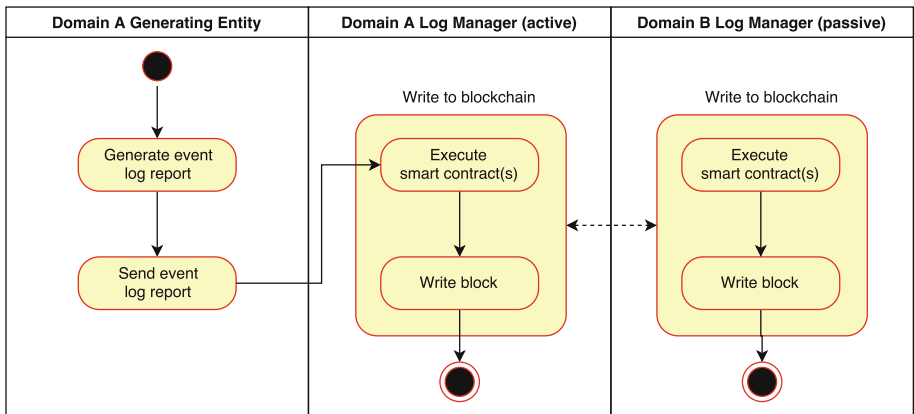 Domain A Generating Entity
Domain A Log Manager (active)
Domain B Log Manager (passive)
Generate event
log report
Send event
log report
Write to blockchain
Execute
smart contract(s)
Write block
Write to blockchain
Execute
smart contract(s)
Write block